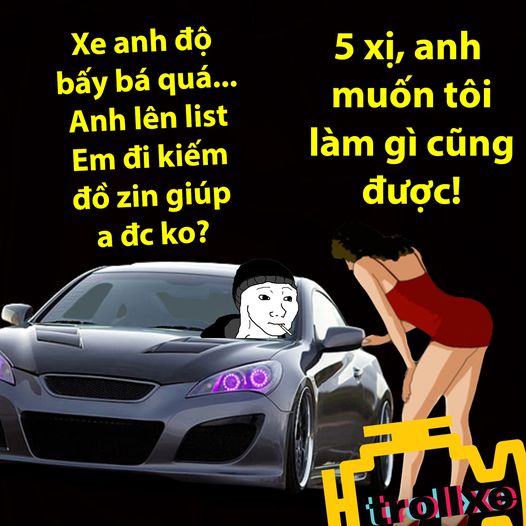 Xe anh độ
bấy bá quá...
Anh lên list
Em đi kiếm
đồ zin giúp
a đc ko?
5 xị, anh
muốn tôi
làm gì cũng
được!
trollxe